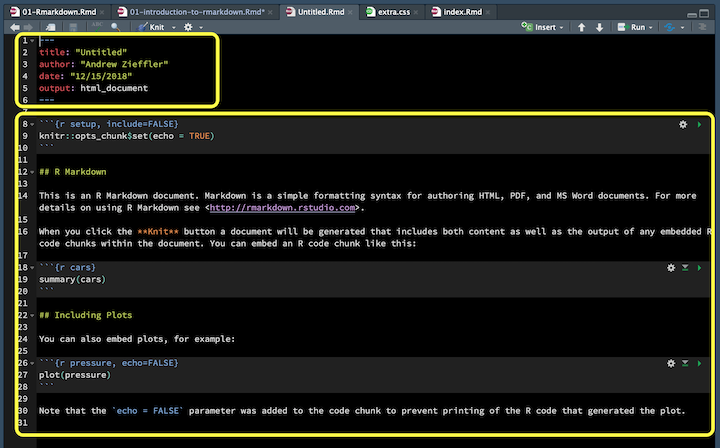 01-Rmarkdown.Rmd 01-introduction-to-rmarkdown.Rmd* Untitled.Rmd extra.css index.Rmd
ABC Knit Insert Run
1 ---
2 title: "Untitled"
3 author: "Andrew Zieffler"
4 date: "12/15/2018"
5 output: html_document
6 ---
7
8 ```{r setup, include=FALSE}
9 knitr::opts_chunk$set(echo = TRUE)
10 ```
11
12 ## R Markdown
13
14 This is an R Markdown document. Markdown is a simple formatting syntax for authoring HTML, PDF, and MS Word documents. For more
details on using R Markdown see <http://rmarkdown.rstudio.com>.
15
16 When you click the **Knit** button a document will be generated that includes both content as well as the output of any embedded R
code chunks within the document. You can embed an R code chunk like this:
17
18 ```{r cars}
19 summary(cars)
20 ```
21
22 ## Including Plots
23
24 You can also embed plots, for example:
25
26 ```{r pressure, echo=FALSE}
27 plot(pressure)
28 ```
29
30 Note that the `echo = FALSE` parameter was added to the code chunk to prevent printing of the R code that generated the plot.
31